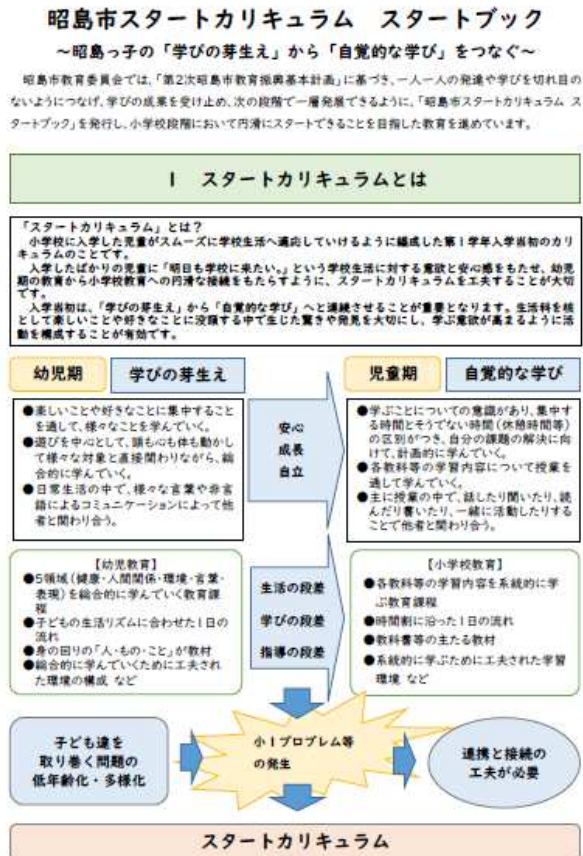 昭島市スタートカリキュラム　スタートブック
～昭島っ子の「学びの芽生え」から「自覚的な学び」をつなぐ～
昭島市教育委員会では、「第2次昭島市教育振興基本計画」に基づき、一人一人の発達や学びを切れ目の
ないようにつなげ、学びの成果を受け止め、次の段階で一層発展できるように、「昭島市スタートカリキュラム ス
タートブック」を発行し、小学校段階において円滑にスタートできることを目指した教育を進めています。
Ⅰ　スタートカリキュラムとは
「スタートカリキュラム」とは？
小学校に入学した児童がスムーズに学校生活へ適応していけるように編成した第１学年入学当初のカリ
キュラムのことです。
入学したばかりの児童に「明日も学校に来たい。」という学校生活に対する意欲と安心感をもたせ、幼児
期の教育から小学校教育への円滑な接続をもたらすように、スタートカリキュラムを工夫することが大切
です。
入学当初は、「学びの芽生え」から「自覚的な学び」へと連続させることが重要となります。生活科を核
として楽しいことや好きなことに没頭する中で生じた驚きや発見を大切にし、学ぶ意欲が高まるように活
動を構成することが有効です。
幼児期
学びの芽生え
●楽しいことや好きなことに集中すること
を通して、様々なことを学んでいく。
●遊びを中心として、頭も心も体も動かし
て様々な対象と直接関わりながら、総
合的に学んでいく。
●日常生活の中で、様々な言葉や非言
語によるコミュニケーションによって他
者と関わり合う。
安心
成長
自立
児童期
自覚的な学び
●学ぶことについての意識があり、集中す
る時間とそうでない時間（休憩時間等）
の区別がつき、自分の課題の解決に向
けて、計画的に学んでいく。
●各教科等の学習内容について授業を
通して学んでいく。
●主に授業の中で、話したり聞いたり、読
んだり書いたり、一緒に活動したりする
ことで他者と関わり合う。
【幼児教育】
●5領域（健康・人間関係・環境・言葉・
表現）を総合的に学んでいく教育課
程
●子どもの生活リズムに合わせた１日の
流れ
●身の回りの「人・もの・こと」が教材
●総合的に学んでいくために工夫され
た環境の構成 など
生活の段差
学びの段差
指導の段差
【小学校教育】
●各教科等の学習内容を系統的に学
ぶ教育課程
●時間割に沿った１日の流れ
●教科書等の主たる教材
●系統的に学ぶために工夫された学習
環境 など
子ども達を
取り巻く問題の
低年齢化・多様化
小１プロブレム等
の発生
連携と接続の
工夫が必要
スタートカリキュラム